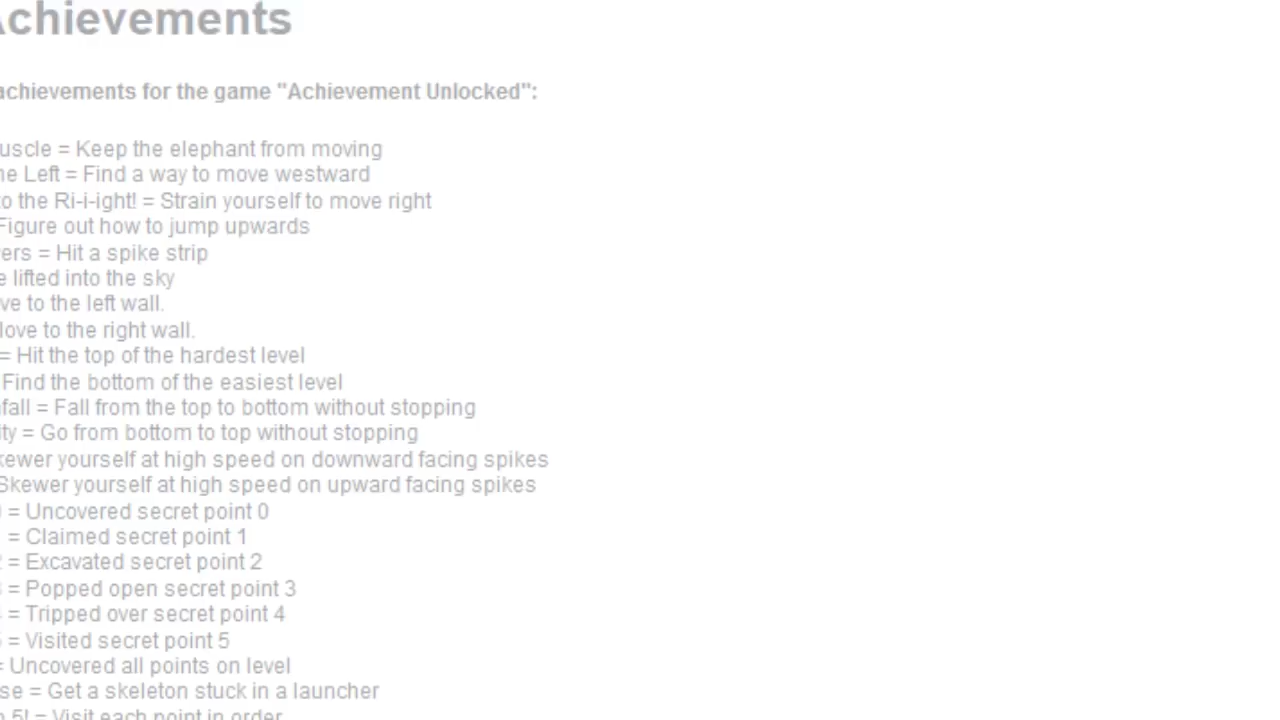 Achievements
achievements for the game "Achievement Unlocked":
uscle = Keep the elephant from moving
he Left = Find a way to move westward
to the Ri-i-ight! = Strain yourself to move right
Figure out how to jump upwards
ers = Hit a spike strip
e lifted into the sky
ve to the left wall.
love to the right wall.
= Hit the top of the hardest level
Find the bottom of the easiest level
fall = Fall from the top to bottom without stopping
ity = Go from bottom to top without stopping
kewer yourself at high speed on downward facing spikes
Skewer yourself at high speed on upward facing spikes
= Uncovered secret point 0
= Claimed secret point 1
= Excavated secret point 2
= Popped open secret point 3
= Tripped over secret point 4
= Visited secret point 5
= Uncovered all points on level
se = Get a skeleton stuck in a launcher
5! = Visit each point in order